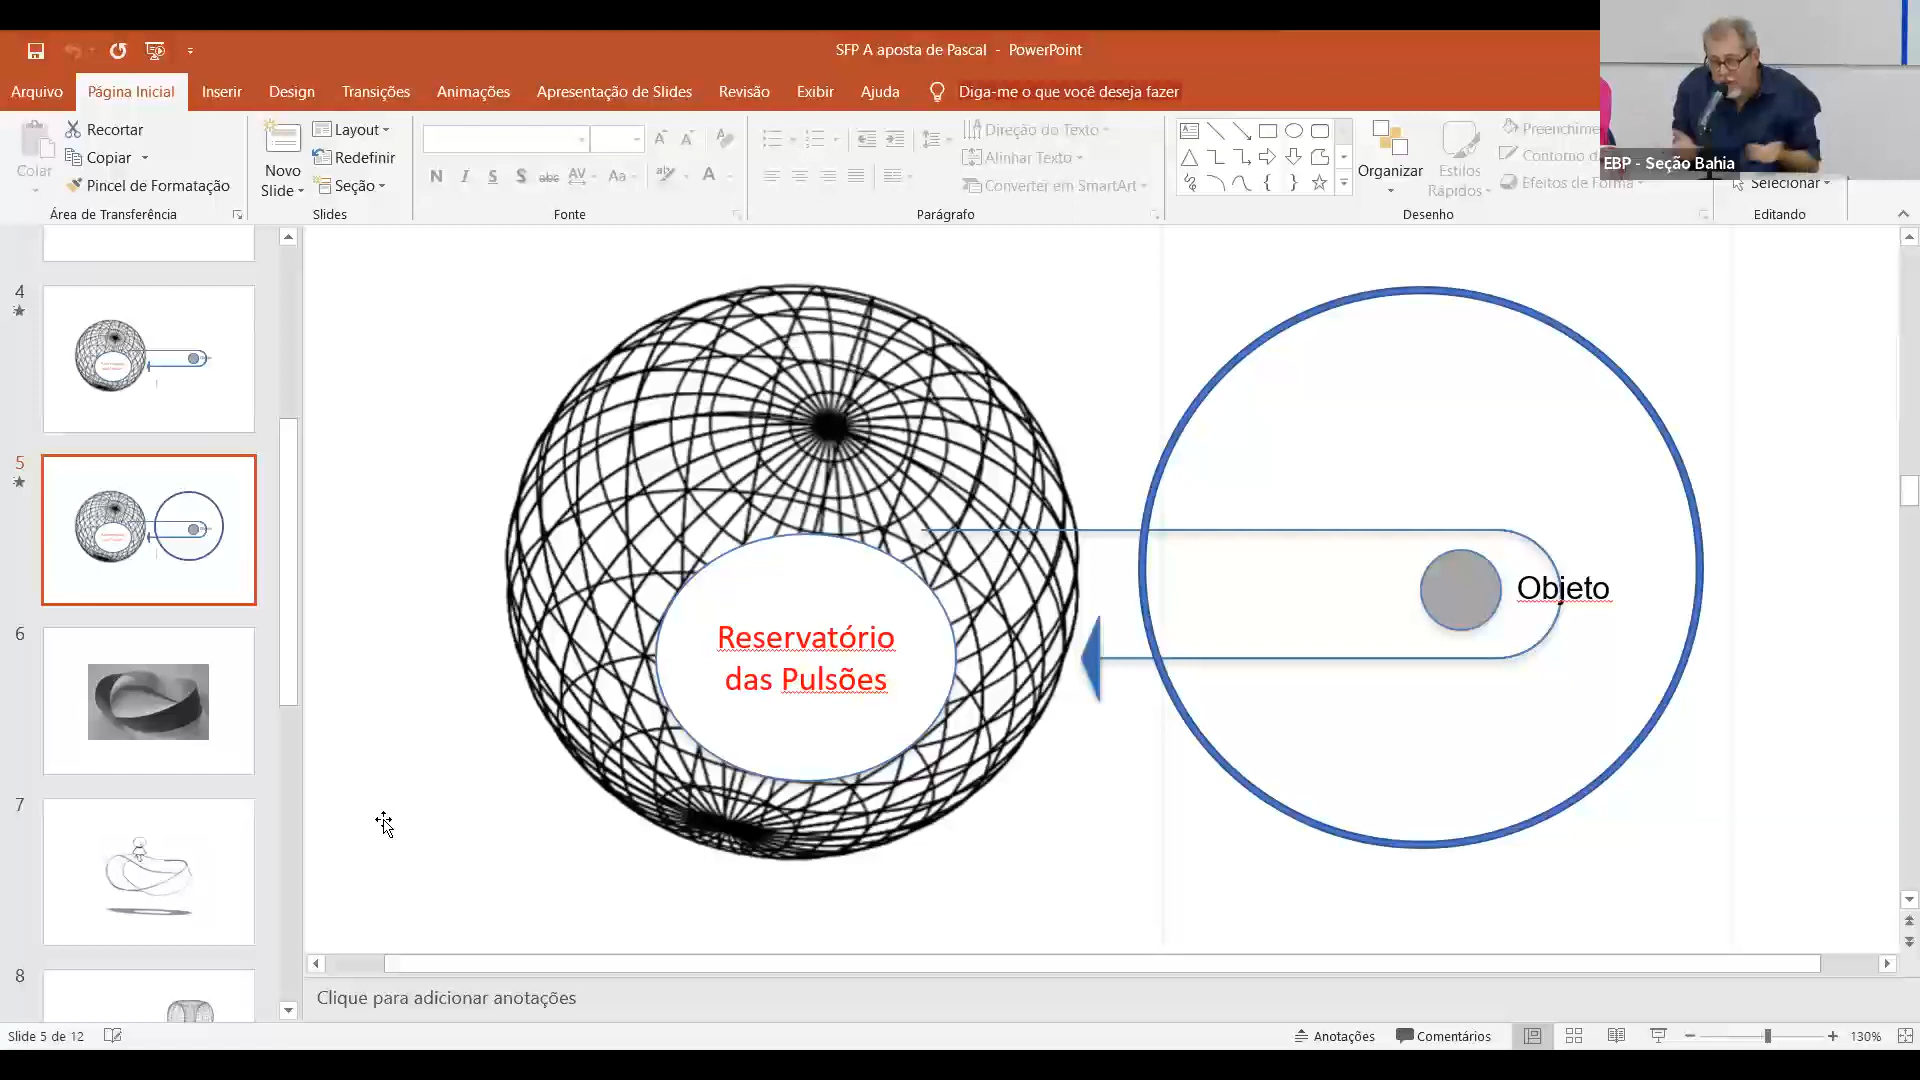 SFP A aposta de Pascal - PowerPoint
Arquivo
Página Inicial
Inserir
Design
Transições
Animações
Apresentação de Slides
Revisão
Exibir
Ajuda
Diga-me o que você deseja fazer
Colar
Recortar
Copiar
Pincel de Formatação
Área de Transferência
Novo
Slide
Layout
Redefinir
Seção
Slides
N I S S abc AV Aa A
Fonte
Direção do Texto
Alinhar Texto
Converter em SmartArt
Parágrafo
Organizar
Estilos
Rápidos
Preenchime
Contorno d
Efeitos de Forma
Desenho
Selecionar
Editando
EBP - Seção Bahia
4
5
6
7
8
Reservatório
das Pulsões
Objeto
Clique para adicionar anotações
Slide 5 de 12
Anotações
Comentários
130%